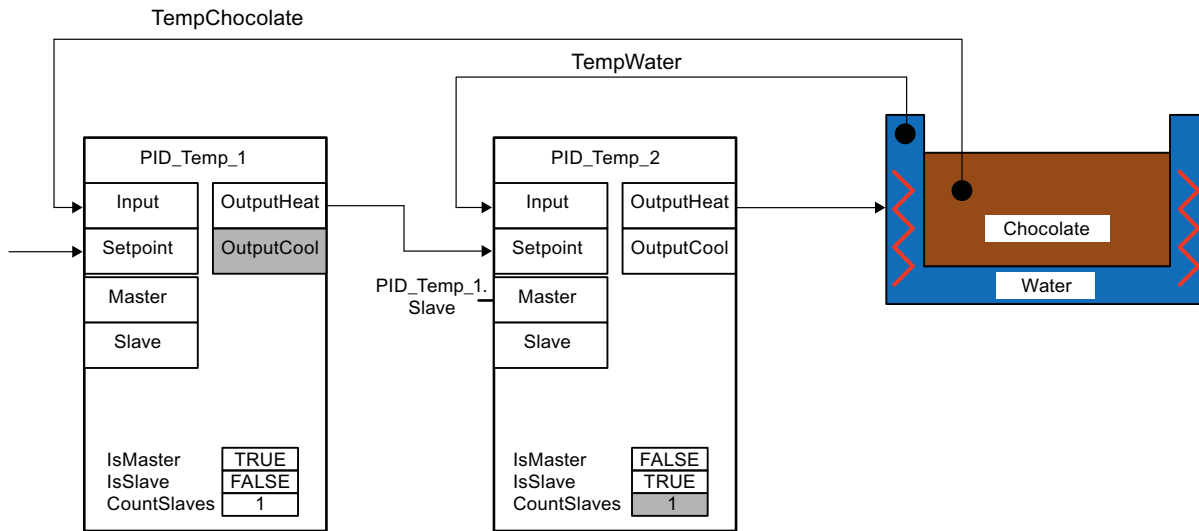 TempChocolate
TempWater
PID_Temp_1
Input
OutputHeat
Setpoint
OutputCool
Master
Slave
IsMaster TRUE
IsSlave FALSE
CountSlaves 1
PID_Temp_1.
Slave
PID_Temp_2
Input
OutputHeat
Setpoint
OutputCool
Master
Slave
IsMaster FALSE
IsSlave TRUE
CountSlaves 1
Chocolate
Water